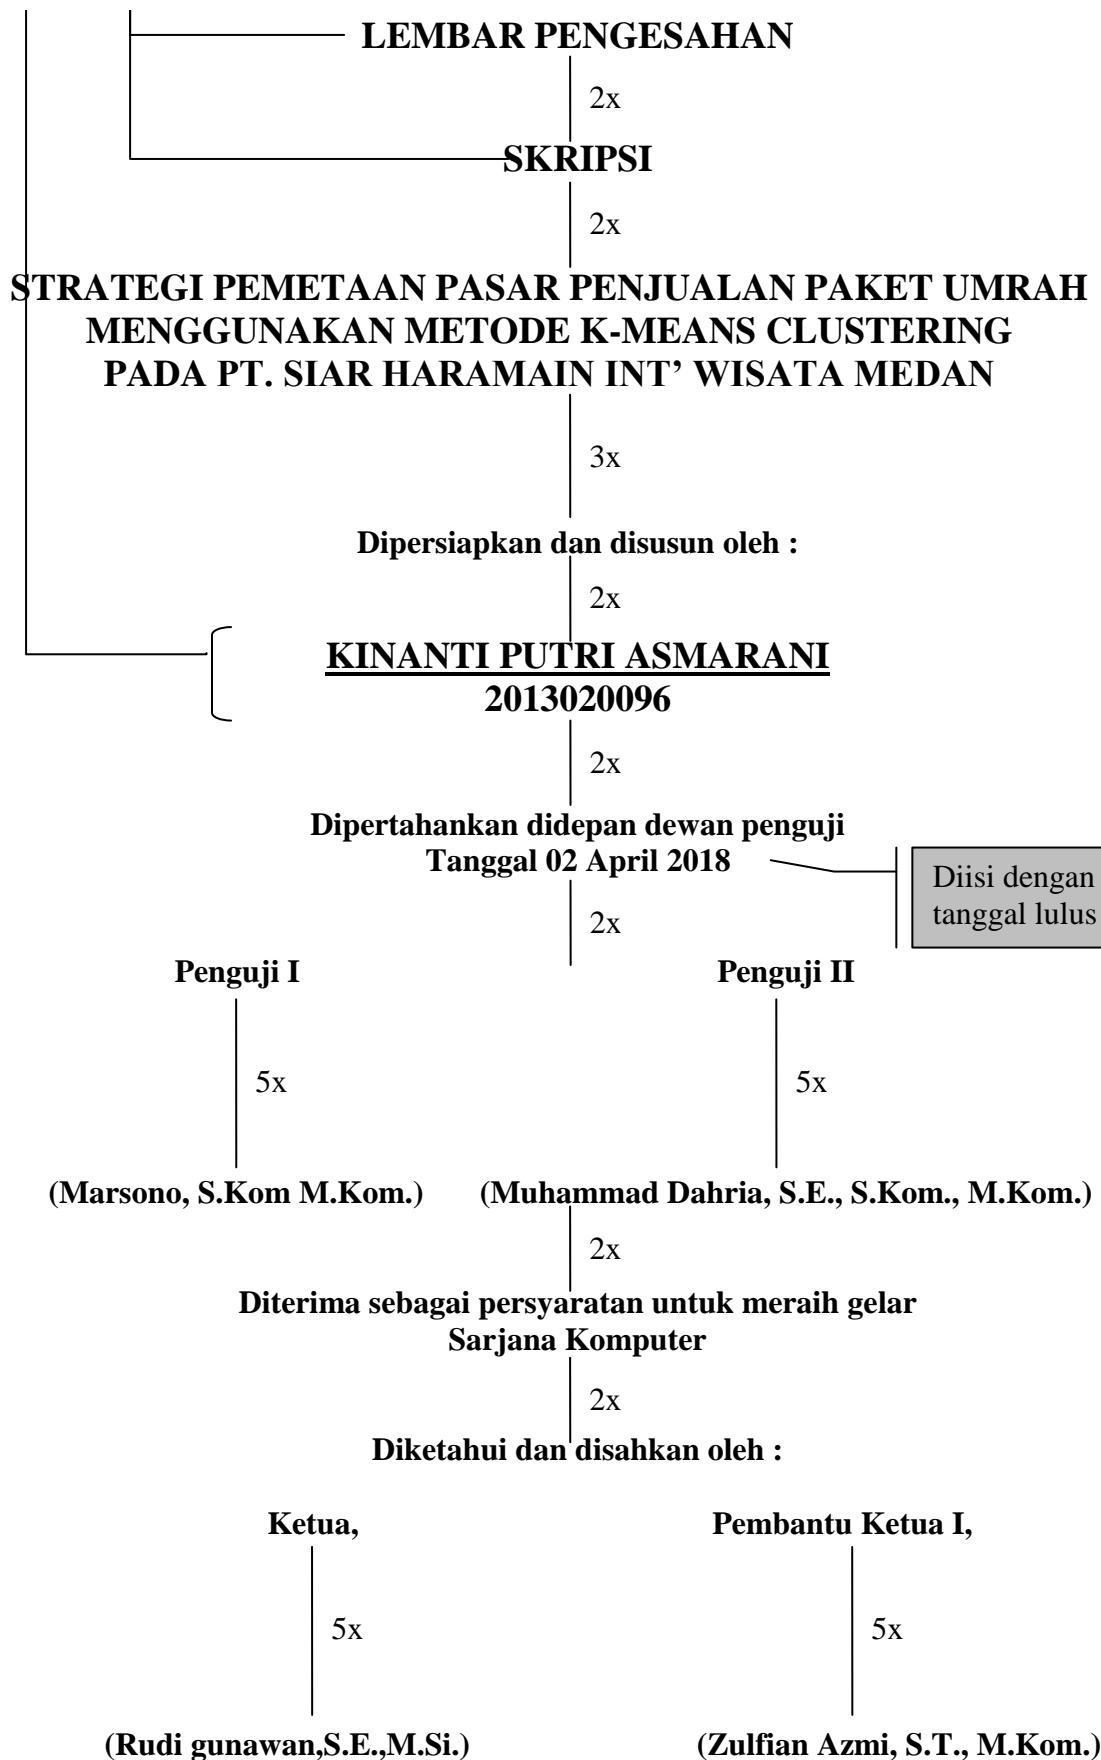 LEMBAR PENGESAHAN
2x
SKRIPSI
2x
STRATEGI PEMETAAN PASAR PENJUALAN PAKET UMRAH
MENGGUNAKAN METODE K-MEANS CLUSTERING
PADA PT. SIAR HARAMAIN INT’ WISATA MEDAN
3x
Dipersiapkan dan disusun oleh :
2x
KINANTI PUTRI ASMARANI
2013020096
2x
Dipertahankan didepan dewan penguji
Tanggal 02 April 2018
Diisi dengan
tanggal lulus
2x
Penguji I Penguji II
5x 5x
(Marsono, S.Kom M.Kom.) (Muhammad Dahria, S.E., S.Kom., M.Kom.)
2x
Diterima sebagai persyaratan untuk meraih gelar
Sarjana Komputer
2x
Diketahui dan disahkan oleh :
Ketua, Pembantu Ketua I,
5x 5x
(Rudi gunawan,S.E.,M.Si.) (Zulfian Azmi, S.T., M.Kom.)